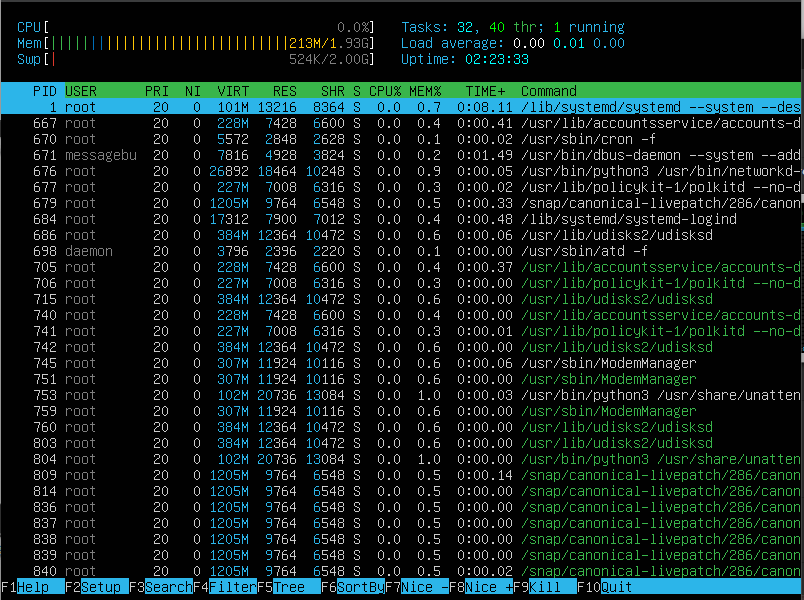 CPU[ 0.0%] Tasks: 32, 40 thr; 1 running
Mem[||||||||||||||||||||||||||||||213M/1.93G] Load average: 0.00 0.01 0.00
Swp[| 524K/2.00G] Uptime: 02:23:33
PID USER PRI NI VIRT RES SHR S CPU% MEM% TIME+ Command
1 root 20 0 101M 13216 8364 S 0.0 0.7 0:08.11 /lib/systemd/systemd --system --des
667 root 20 0 228M 7428 6600 S 0.0 0.4 0:00.41 /usr/lib/accountsservice/accounts-d
670 root 20 0 5572 2848 2628 S 0.0 0.1 0:00.02 /usr/sbin/cron -f
671 messagebu 20 0 7816 4928 3824 S 0.0 0.2 0:01.49 /usr/bin/dbus-daemon --system --add
676 root 20 0 26892 18464 10248 S 0.0 0.9 0:00.05 /usr/bin/python3 /usr/bin/networkd-
677 root 20 0 227M 7008 6316 S 0.0 0.3 0:00.02 /usr/lib/policykit-1/polkitd --no-d
679 root 20 0 1205M 9764 6548 S 0.0 0.5 0:00.33 /snap/canonical-livepatch/286/canon
684 root 20 0 17312 7900 7012 S 0.0 0.4 0:00.48 /lib/systemd/systemd-logind
686 root 20 0 384M 12364 10472 S 0.0 0.6 0:00.06 /usr/lib/udisks2/udisksd
698 daemon 20 0 3796 2396 2220 S 0.0 0.1 0:00.00 /usr/sbin/atd -f
705 root 20 0 228M 7428 6600 S 0.0 0.4 0:00.37 /usr/lib/accountsservice/accounts-d
706 root 20 0 227M 7008 6316 S 0.0 0.3 0:00.00 /usr/lib/policykit-1/polkitd --no-d
715 root 20 0 384M 12364 10472 S 0.0 0.6 0:00.00 /usr/lib/udisks2/udisksd
740 root 20 0 228M 7428 6600 S 0.0 0.4 0:00.00 /usr/lib/accountsservice/accounts-d
741 root 20 0 227M 7008 6316 S 0.0 0.3 0:00.01 /usr/lib/policykit-1/polkitd --no-d
742 root 20 0 384M 12364 10472 S 0.0 0.6 0:00.00 /usr/lib/udisks2/udisksd
745 root 20 0 307M 11924 10116 S 0.0 0.6 0:00.06 /usr/sbin/ModemManager
751 root 20 0 307M 11924 10116 S 0.0 0.6 0:00.00 /usr/sbin/ModemManager
753 root 20 0 102M 20736 13084 S 0.0 1.0 0:00.03 /usr/bin/python3 /usr/share/unatten
759 root 20 0 307M 11924 10116 S 0.0 0.6 0:00.00 /usr/sbin/ModemManager
760 root 20 0 384M 12364 10472 S 0.0 0.6 0:00.00 /usr/lib/udisks2/udisksd
803 root 20 0 384M 12364 10472 S 0.0 0.6 0:00.00 /usr/lib/udisks2/udisksd
804 root 20 0 102M 20736 13084 S 0.0 1.0 0:00.00 /usr/bin/python3 /usr/share/unatten
809 root 20 0 1205M 9764 6548 S 0.0 0.5 0:00.14 /snap/canonical-livepatch/286/canon
814 root 20 0 1205M 9764 6548 S 0.0 0.5 0:00.00 /snap/canonical-livepatch/286/canon
836 root 20 0 1205M 9764 6548 S 0.0 0.5 0:00.00 /snap/canonical-livepatch/286/canon
837 root 20 0 1205M 9764 6548 S 0.0 0.5 0:00.00 /snap/canonical-livepatch/286/canon
838 root 20 0 1205M 9764 6548 S 0.0 0.5 0:00.00 /snap/canonical-livepatch/286/canon
839 root 20 0 1205M 9764 6548 S 0.0 0.5 0:00.00 /snap/canonical-livepatch/286/canon
840 root 20 0 1205M 9764 6548 S 0.0 0.5 0:00.02 /snap/canonical-livepatch/286/canon
F1Help F2Setup F3SearchF4FilterF5Tree F6SortByF7Nice -F8Nice +F9Kill F10Quit